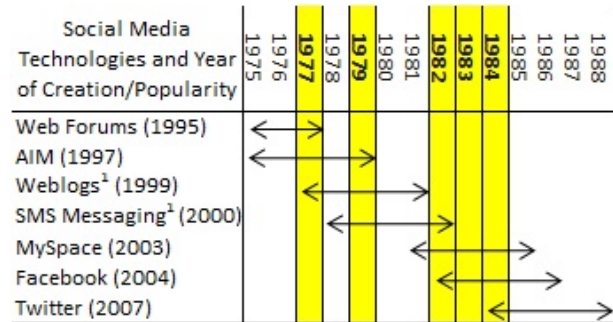 Social Media
Technologies and Year
of Creation/Popularity
1975 1976 1977 1978 1979 1980 1981 1982 1983 1984 1985 1986 1987 1988
Web Forums (1995)
AIM (1997)
Weblogs¹ (1999)
SMS Messaging¹ (2000)
MySpace (2003)
Facebook (2004)
Twitter (2007)